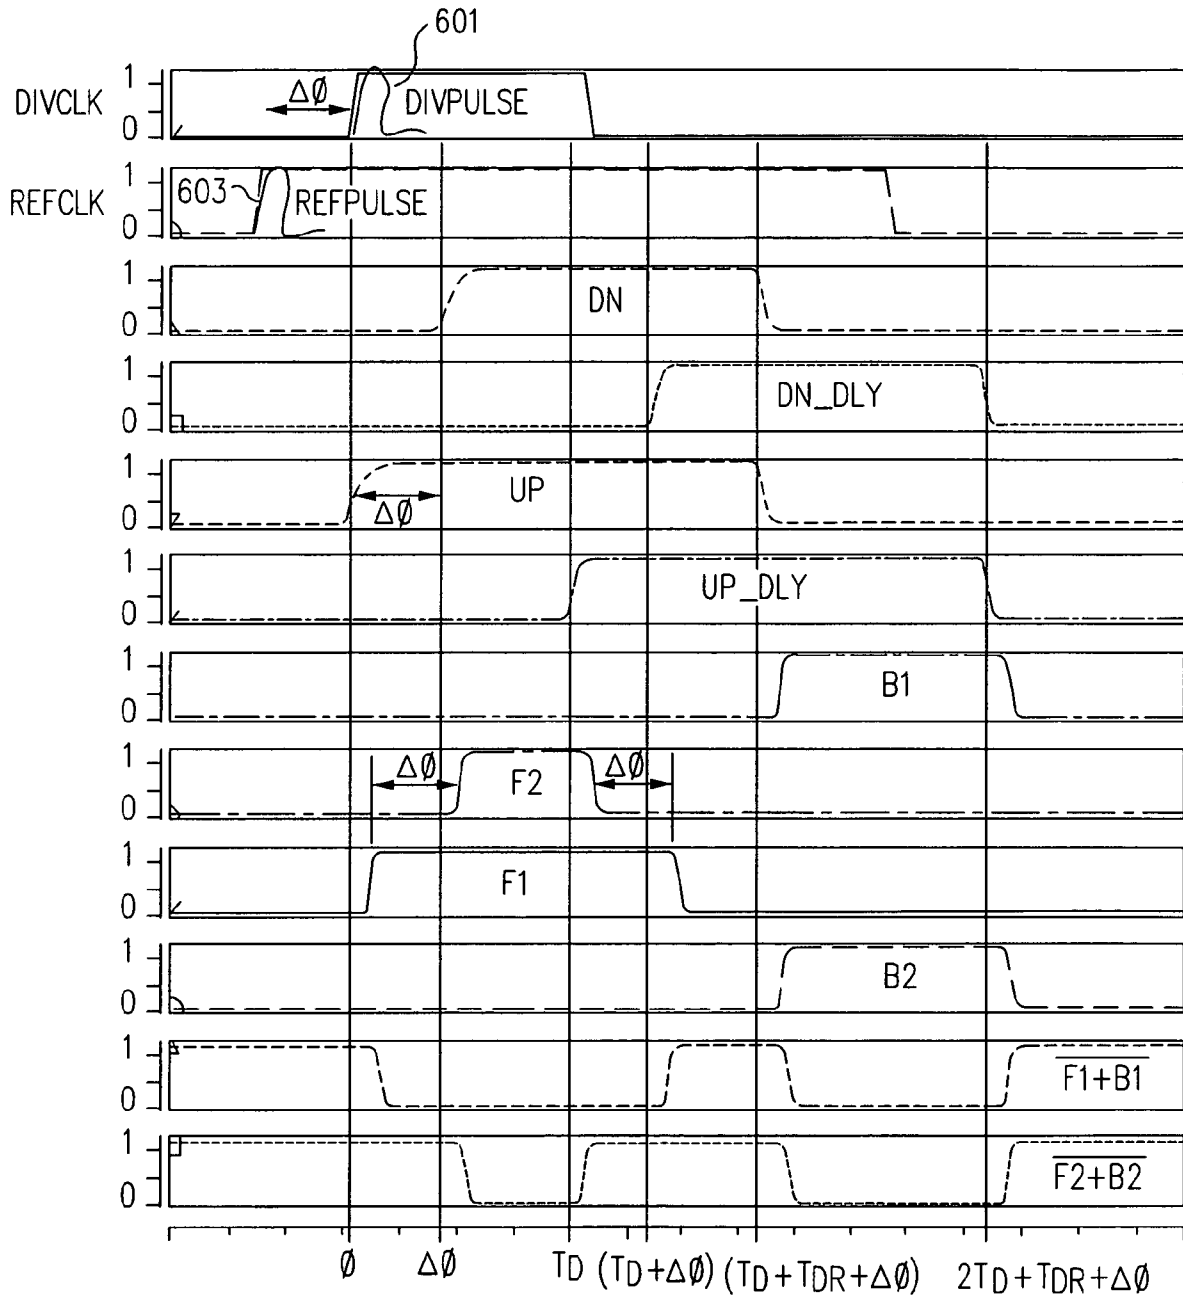 601
1
DIVCLK
ΔØ
DIVPULSE
0
1
603
REFCLK
REFPULSE
0
1
DN
0
1
DN_DLY
0
1
UP
ΔØ
0
1
UP_DLY
0
1
B1
0
1
ΔØ
F2
ΔØ
0
1
F1
0
1
B2
0
1
F1+B1
0
1
F2+B2
0
Ø ΔØ TD (TD+ΔØ) (TD+TDR+ΔØ) 2TD+TDR+ΔØ